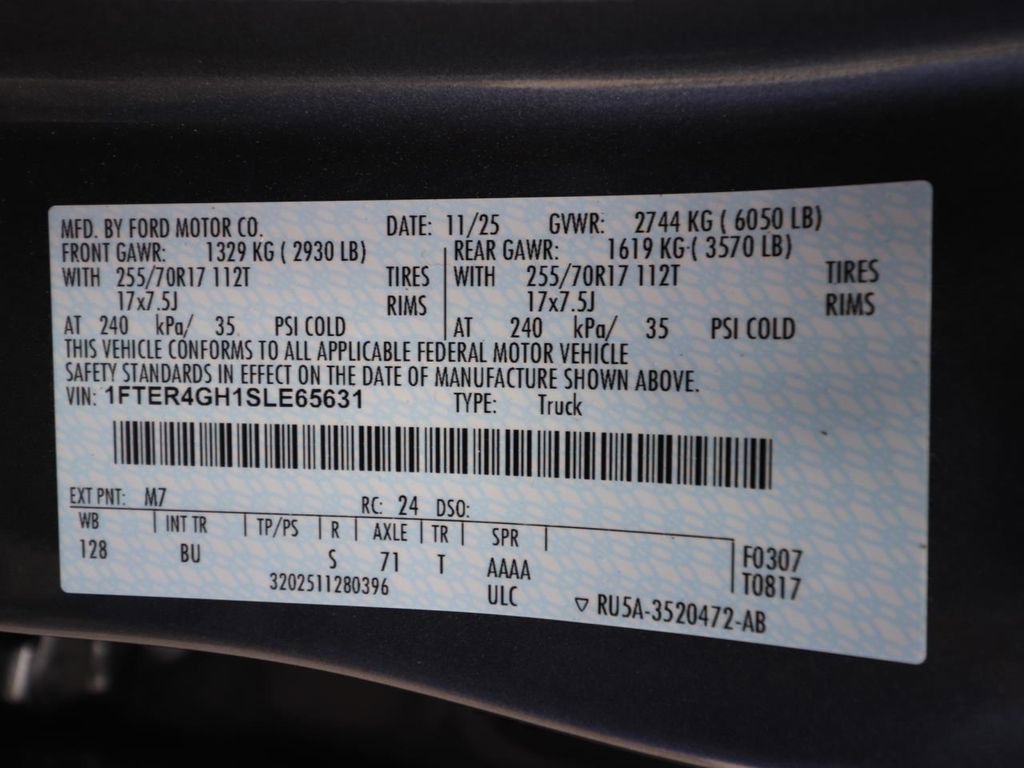 MFD. BY FORD MOTOR CO. DATE: 11/25 GVWR: 2744 KG ( 6050 LB)
FRONT GAWR: 1329 KG ( 2930 LB) REAR GAWR: 1619 KG ( 3570 LB)
WITH 255/70R17 112T TIRES WITH 255/70R17 112T TIRES
17x7.5J RIMS 17x7.5J RIMS
AT 240 kPa/ 35 PSI COLD AT 240 kPa/ 35 PSI COLD
THIS VEHICLE CONFORMS TO ALL APPLICABLE FEDERAL MOTOR VEHICLE
SAFETY STANDARDS IN EFFECT ON THE DATE OF MANUFACTURE SHOWN ABOVE.
VIN: 1FTER4GH1SLE65631 TYPE: Truck
EXT PNT: M7 RC: 24 DSO:
WB INT TR TP/PS R AXLE TR SPR
128 BU S 71 T AAAA F0307
3202511280396 ULC T0817
▽ RU5A-3520472-AB